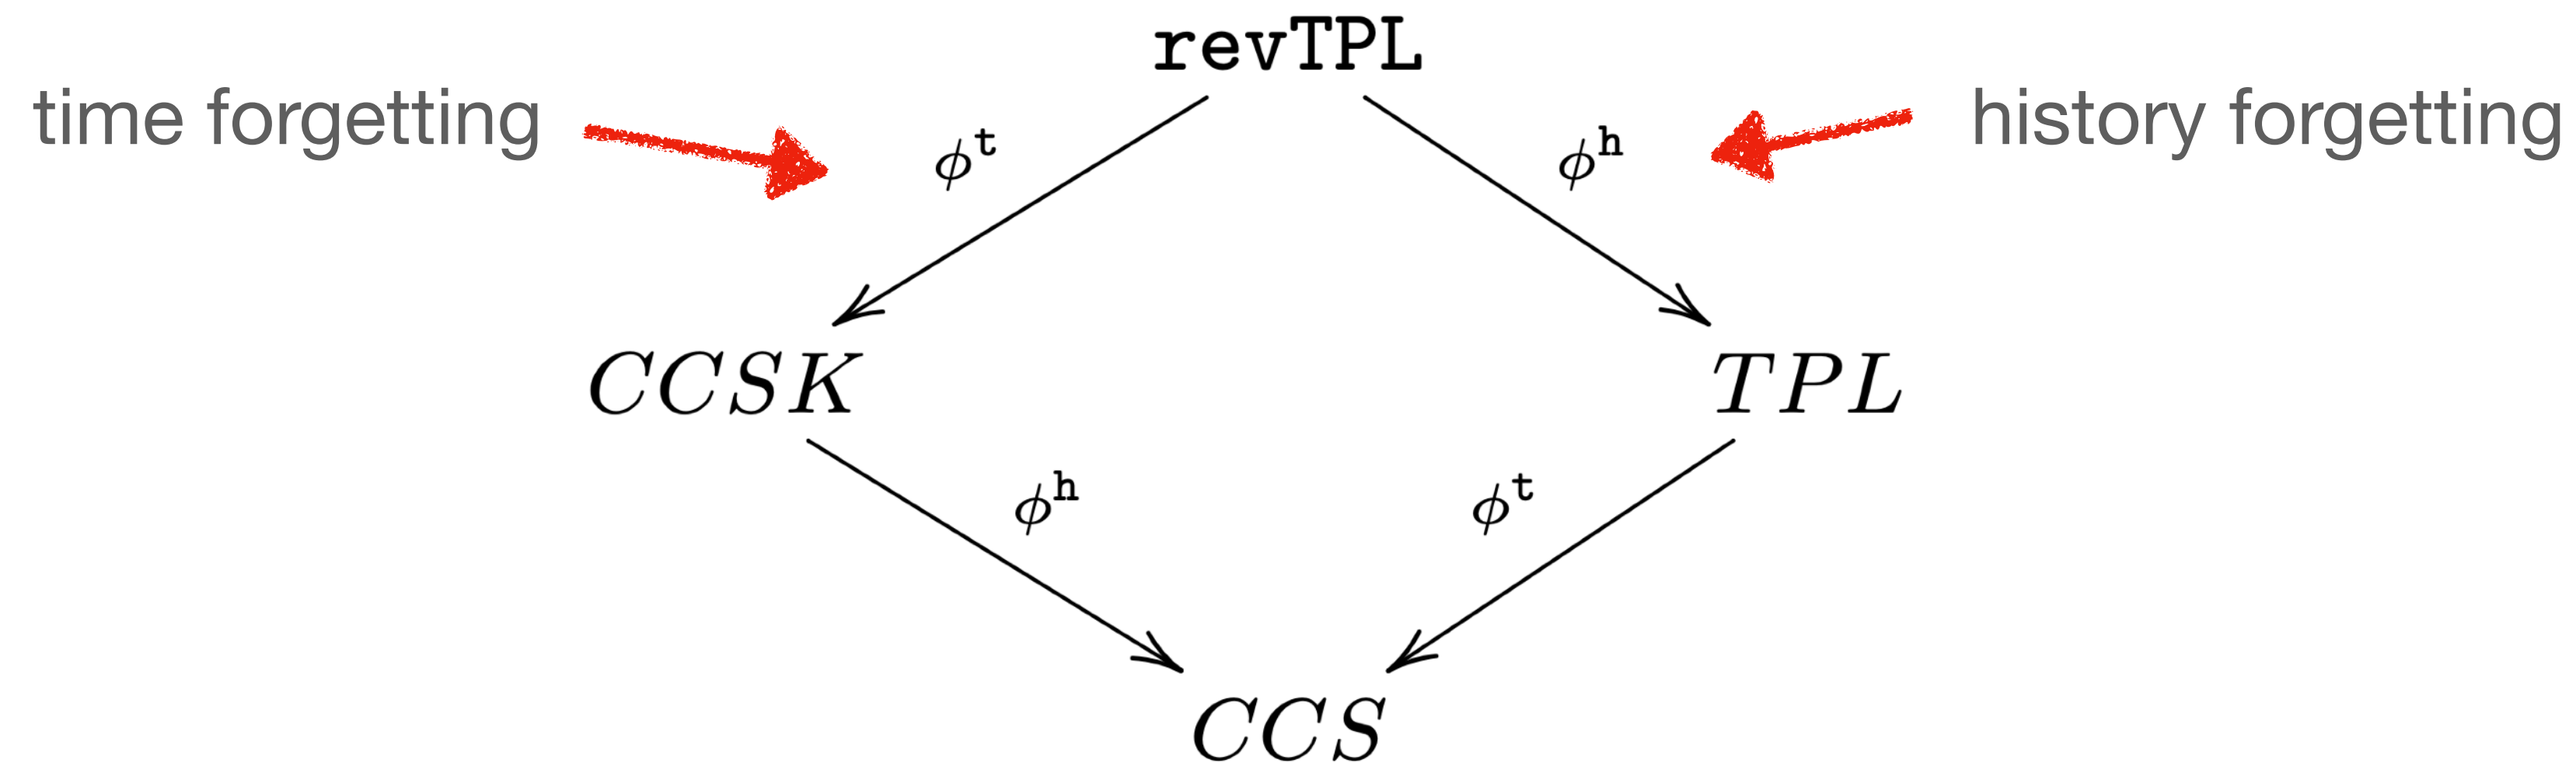 revTPL
time forgetting
history forgetting
ϕᵗ
ϕʰ
CCSK
TPL
ϕʰ
ϕᵗ
CCS